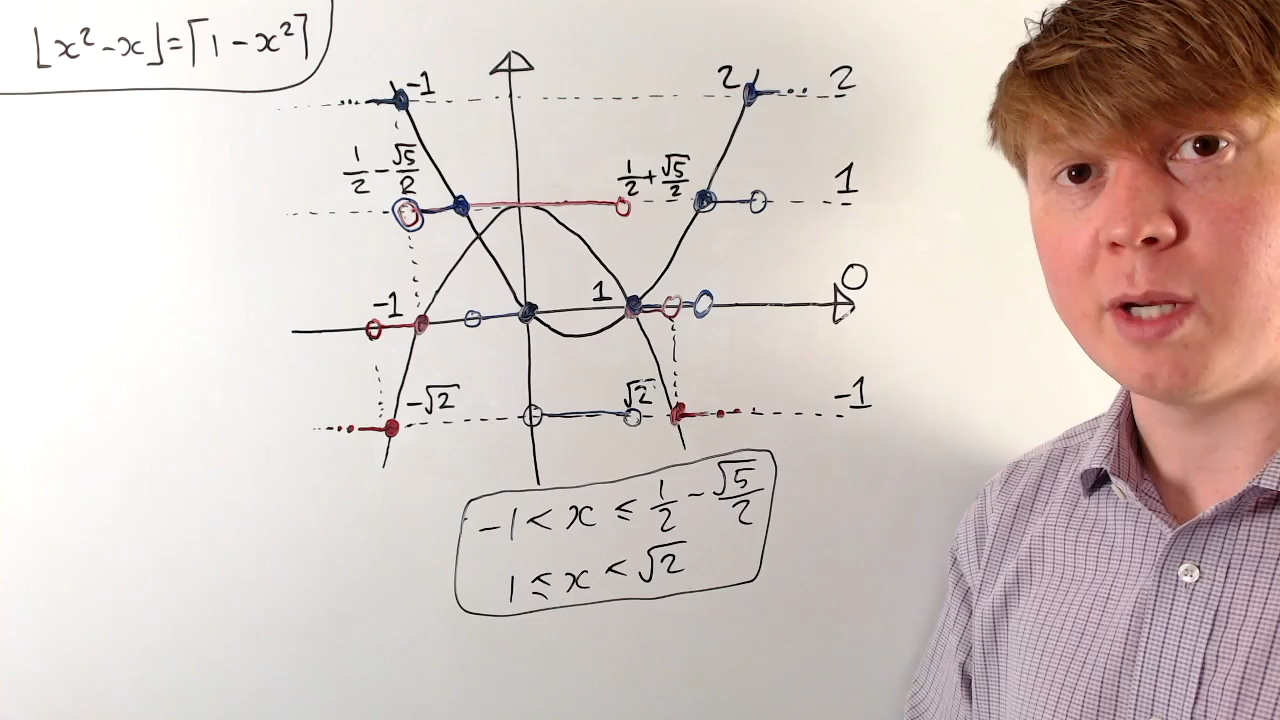 ⌊x² - x⌋ = ⌈1 - x²⌉
-1
2
2
1/2 - √5/2
1/2 + √5/2
1
-1
1
0
-√2
√2
-1
-1 < x ≤ 1/2 - √5/2
1 ≤ x < √2